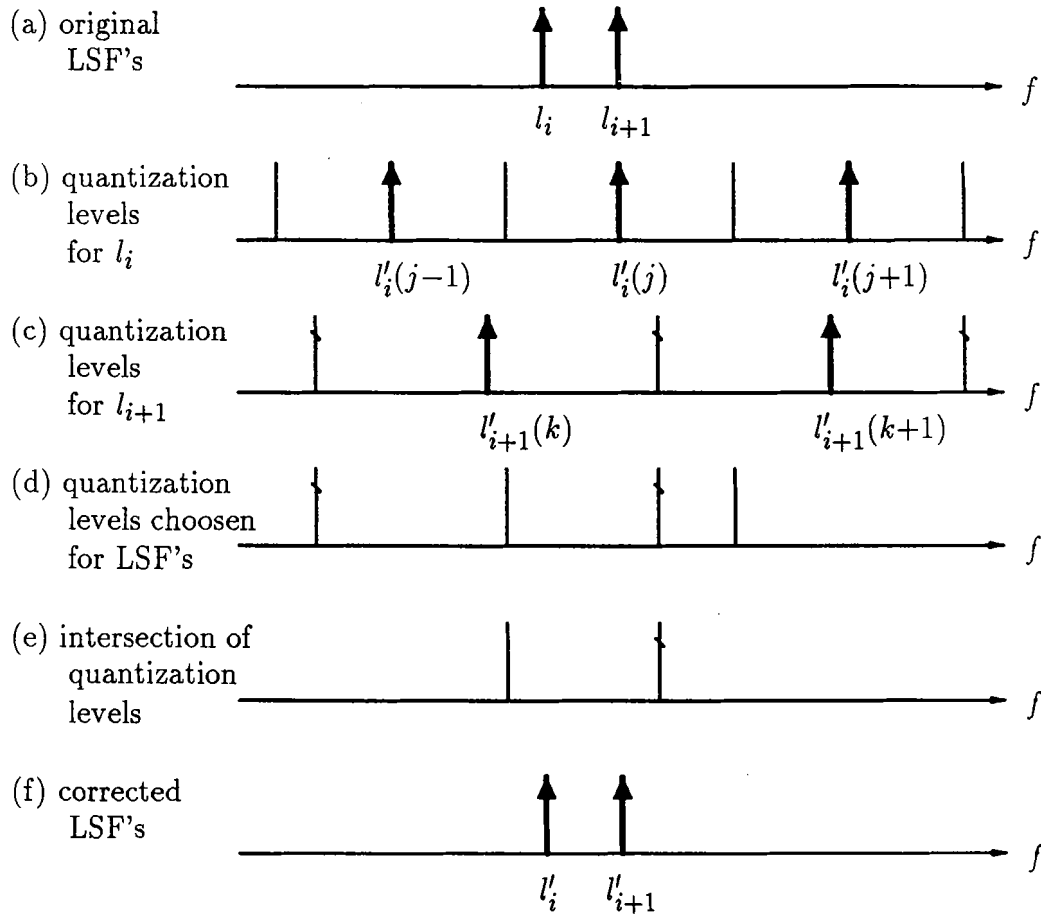 (a) original
LSF's
f
l_i l_{i+1}
(b) quantization
levels
for l_i
f
l'_i(j−1) l'_i(j) l'_i(j+1)
(c) quantization
levels
for l_{i+1}
f
l'_{i+1}(k) l'_{i+1}(k+1)
(d) quantization
levels choosen
for LSF's
f
(e) intersection of
quantization
levels
f
(f) corrected
LSF's
f
l'_i l'_{i+1}